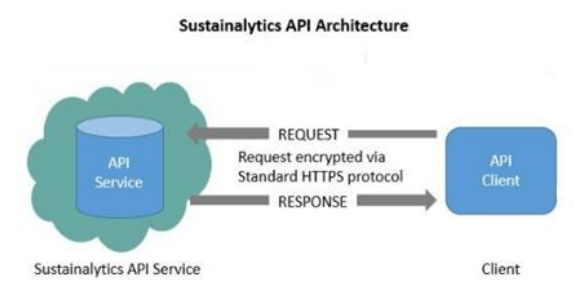 Sustainalytics API Architecture
REQUEST
Request encrypted via
Standard HTTPS protocol
RESPONSE
API
Service
API
Client
Sustainalytics API Service
Client